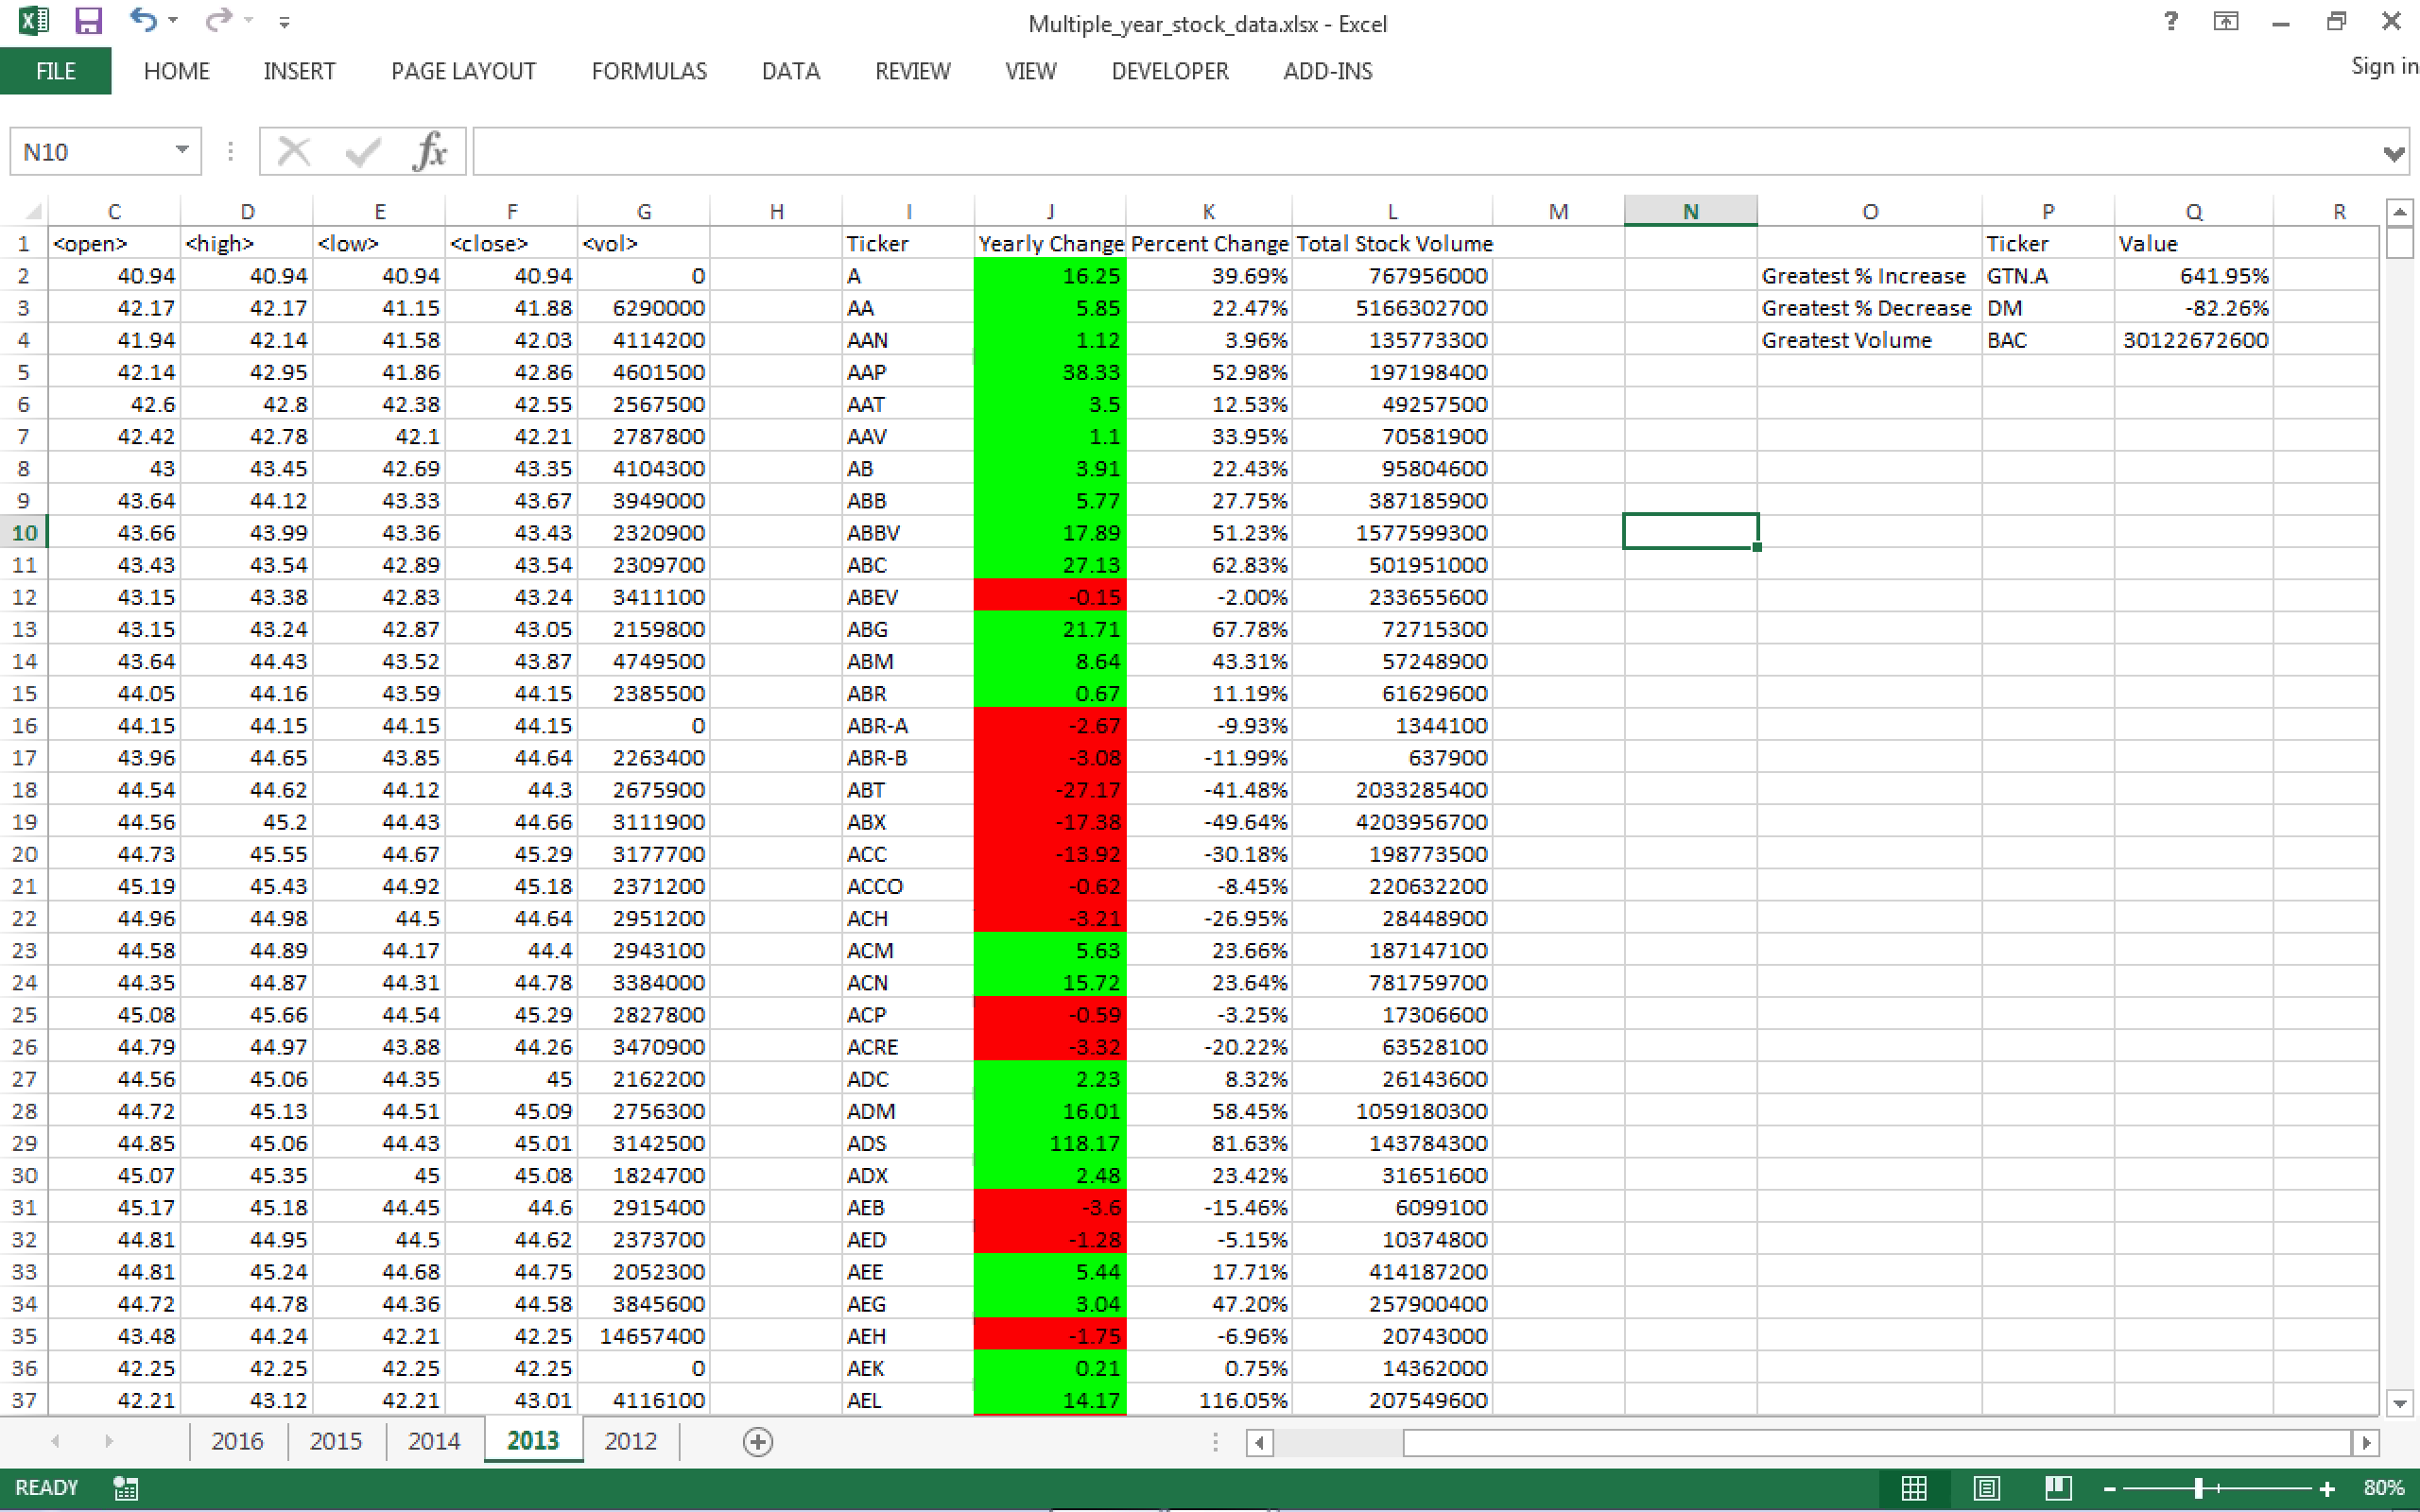 Multiple_year_stock_data.xlsx - Excel
FILE HOME INSERT PAGE LAYOUT FORMULAS DATA REVIEW VIEW DEVELOPER ADD-INS Sign in
N10 fx
C D E F G H I J K L M N O P Q R
1 <open> <high> <low> <close> <vol> Ticker Yearly Change Percent Change Total Stock Volume Ticker Value
2 40.94 40.94 40.94 40.94 0 A 16.25 39.69% 767956000 Greatest % Increase GTN.A 641.95%
3 42.17 42.17 41.15 41.88 6290000 AA 5.85 22.47% 5166302700 Greatest % Decrease DM -82.26%
4 41.94 42.14 41.58 42.03 4114200 AAN 1.12 3.96% 135773300 Greatest Volume BAC 30122672600
5 42.14 42.95 41.86 42.86 4601500 AAP 38.33 52.98% 197198400
6 42.6 42.8 42.38 42.55 2567500 AAT 3.5 12.53% 49257500
7 42.42 42.78 42.1 42.21 2787800 AAV 1.1 33.95% 70581900
8 43 43.45 42.69 43.35 4104300 AB 3.91 22.43% 95804600
9 43.64 44.12 43.33 43.67 3949000 ABB 5.77 27.75% 387185900
10 43.66 43.99 43.36 43.43 2320900 ABBV 17.89 51.23% 1577599300
11 43.43 43.54 42.89 43.54 2309700 ABC 27.13 62.83% 501951000
12 43.15 43.38 42.83 43.24 3411100 ABEV -0.15 -2.00% 233655600
13 43.15 43.24 42.87 43.05 2159800 ABG 21.71 67.78% 72715300
14 43.64 44.43 43.52 43.87 4749500 ABM 8.64 43.31% 57248900
15 44.05 44.16 43.59 44.15 2385500 ABR 0.67 11.19% 61629600
16 44.15 44.15 44.15 44.15 0 ABR-A -2.67 -9.93% 1344100
17 43.96 44.65 43.85 44.64 2263400 ABR-B -3.08 -11.99% 637900
18 44.54 44.62 44.12 44.3 2675900 ABT -27.17 -41.48% 2033285400
19 44.56 45.2 44.43 44.66 3111900 ABX -17.38 -49.64% 4203956700
20 44.73 45.55 44.67 45.29 3177700 ACC -13.92 -30.18% 198773500
21 45.19 45.43 44.92 45.18 2371200 ACCO -0.62 -8.45% 220632200
22 44.96 44.98 44.5 44.64 2951200 ACH -3.21 -26.95% 28448900
23 44.58 44.89 44.17 44.4 2943100 ACM 5.63 23.66% 187147100
24 44.35 44.87 44.31 44.78 3384000 ACN 15.72 23.64% 781759700
25 45.08 45.66 44.54 45.29 2827800 ACP -0.59 -3.25% 17306600
26 44.79 44.97 43.88 44.26 3470900 ACRE -3.32 -20.22% 63528100
27 44.56 45.06 44.35 45 2162200 ADC 2.23 8.32% 26143600
28 44.72 45.13 44.51 45.09 2756300 ADM 16.01 58.45% 1059180300
29 44.85 45.06 44.43 45.01 3142500 ADS 118.17 81.63% 143784300
30 45.07 45.35 45 45.08 1824700 ADX 2.48 23.42% 31651600
31 45.17 45.18 44.45 44.6 2915400 AEB -3.6 -15.46% 6099100
32 44.81 44.95 44.5 44.62 2373700 AED -1.28 -5.15% 10374800
33 44.81 45.24 44.68 44.75 2052300 AEE 5.44 17.71% 414187200
34 44.72 44.78 44.36 44.58 3845600 AEG 3.04 47.20% 257900400
35 43.48 44.24 42.21 42.25 14657400 AEH -1.75 -6.96% 20743000
36 42.25 42.25 42.25 42.25 0 AEK 0.21 0.75% 14362000
37 42.21 43.12 42.21 43.01 4116100 AEL 14.17 116.05% 207549600
2016 2015 2014 2013 2012
READY 80%